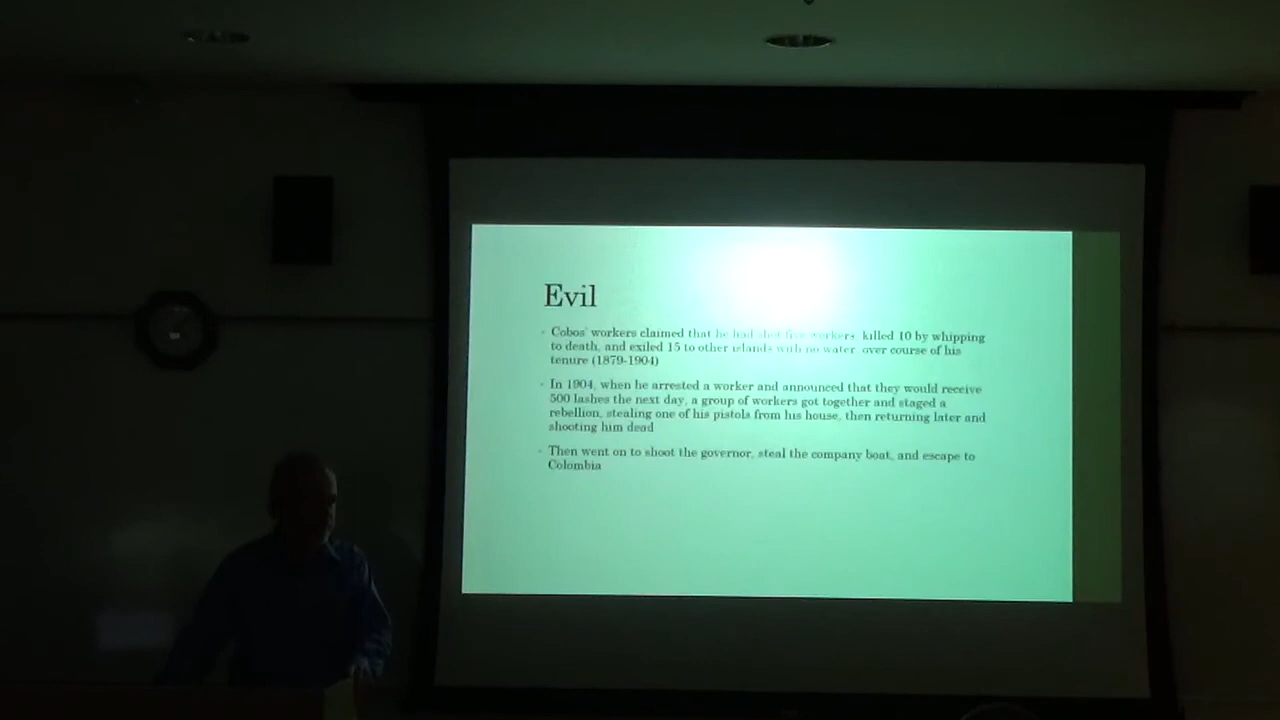 Evil
Cobos' workers claimed that he had shot five workers, killed 10 by whipping
to death, and exiled 15 to other islands with no water over course of his
tenure (1879-1904)
In 1904, when he arrested a worker and announced that they would receive
500 lashes the next day, a group of workers got together and staged a
rebellion, stealing one of his pistols from his house, then returning later and
shooting him dead
Then went on to shoot the governor, steal the company boat, and escape to
Colombia